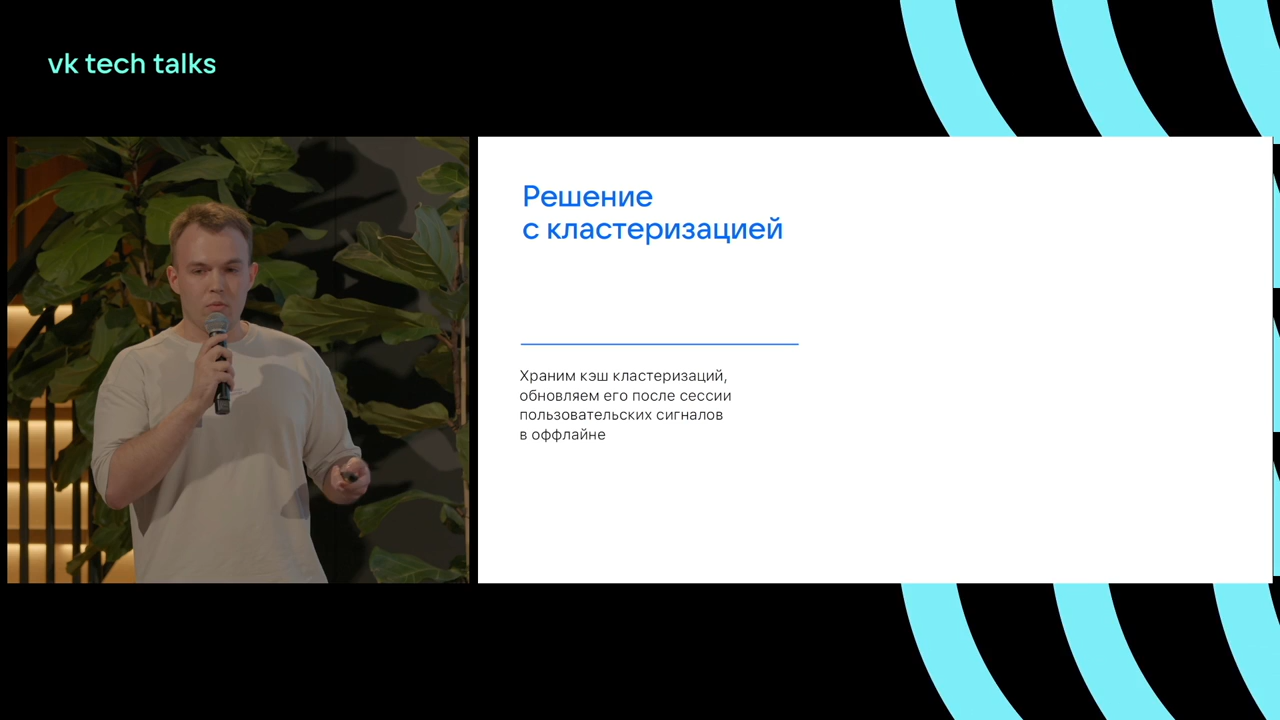 vk tech talks
Решение
с кластеризацией
Храним кэш кластеризаций,
обновляем его после сессии
пользовательских сигналов
в оффлайне